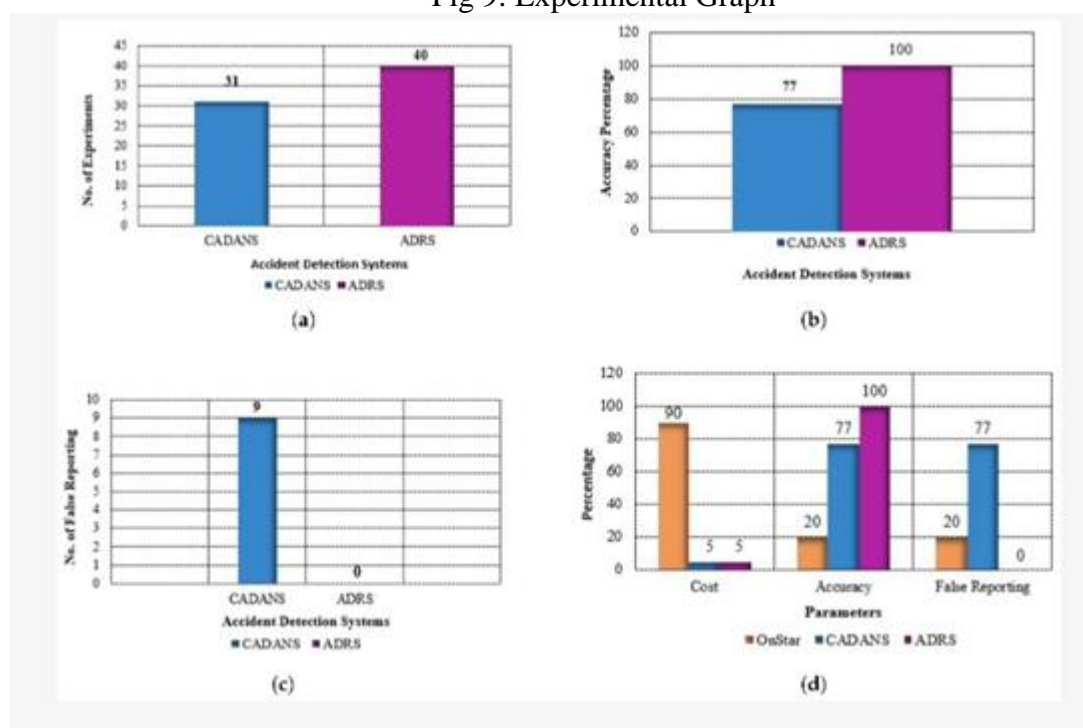 Fig 9: Experimental Graph
45
40
35
30
25
20
15
10
5
0
No. of Experiments
31
40
CADANS ADRS
Accident Detection Systems
CADANS ADRS
(a)
120
100
80
60
40
20
0
Accuracy Percentage
77
100
CADANS ADRS
Accident Detection Systems
(b)
10
9
8
7
6
5
4
3
2
1
0
No. of False Reporting
9
0
CADANS ADRS
Accident Detection Systems
CADANS ADRS
(c)
120
100
80
60
40
20
0
Percentage
90
5 5
20
77
100
20
77
0
Cost Accuracy False Reporting
Parameters
OnStar CADANS ADRS
(d)